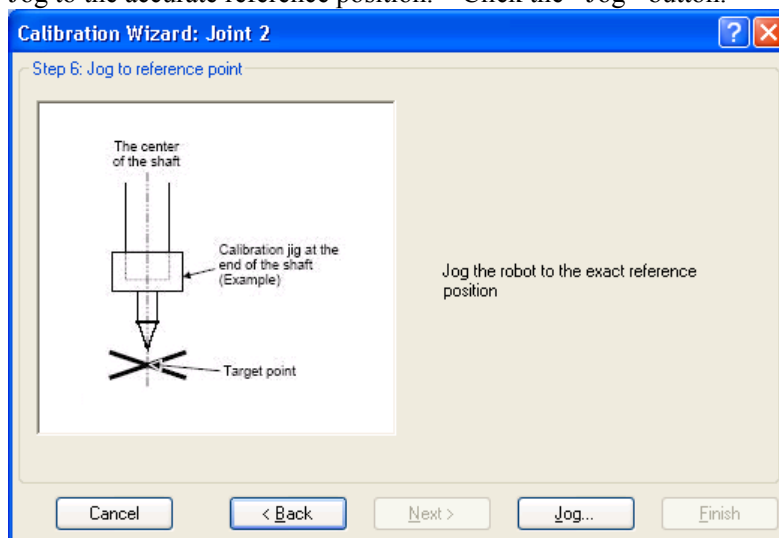 Jog to the accurate reference position. Click the "Jog" button.
Calibration Wizard: Joint 2
Step 6: Jog to reference point
The center
of the shaft
Calibration jig at the
end of the shaft
(Example)
Target point
Jog the robot to the exact reference
position
Cancel
< Back
Next >
Jog...
Finish